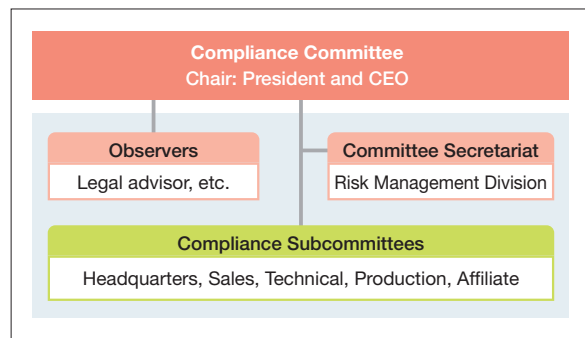 Compliance Committee
Chair: President and CEO
Observers
Legal advisor, etc.
Committee Secretariat
Risk Management Division
Compliance Subcommittees
Headquarters, Sales, Technical, Production, Affiliate